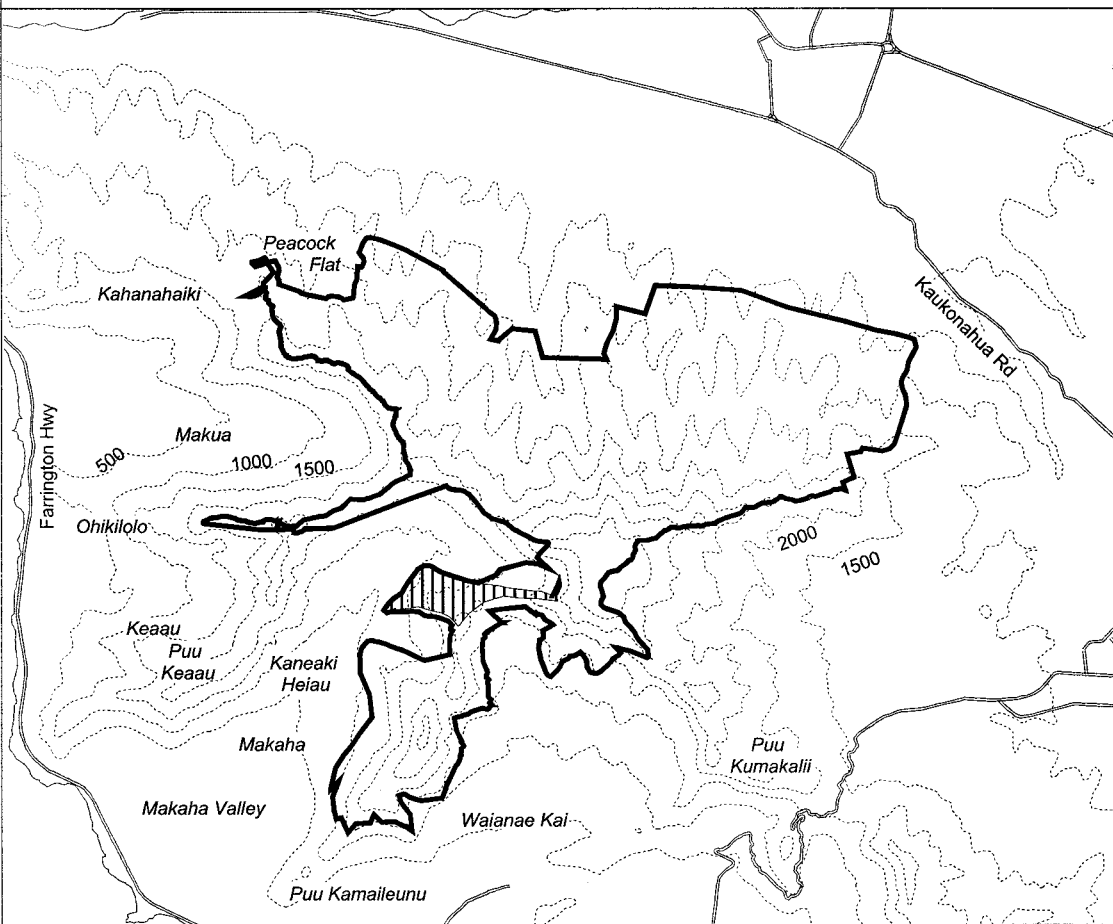 Peacock
Flat
Kahanahaiki
Kaukonahua Rd
Farrington Hwy
Makua
500
1000
1500
Ohikilolo
2000
1500
Keaau
Puu
Keaau
Kaneaki
Heiau
Makaha
Puu
Kumakalii
Makaha Valley
Waianae Kai
Puu Kamaileunu